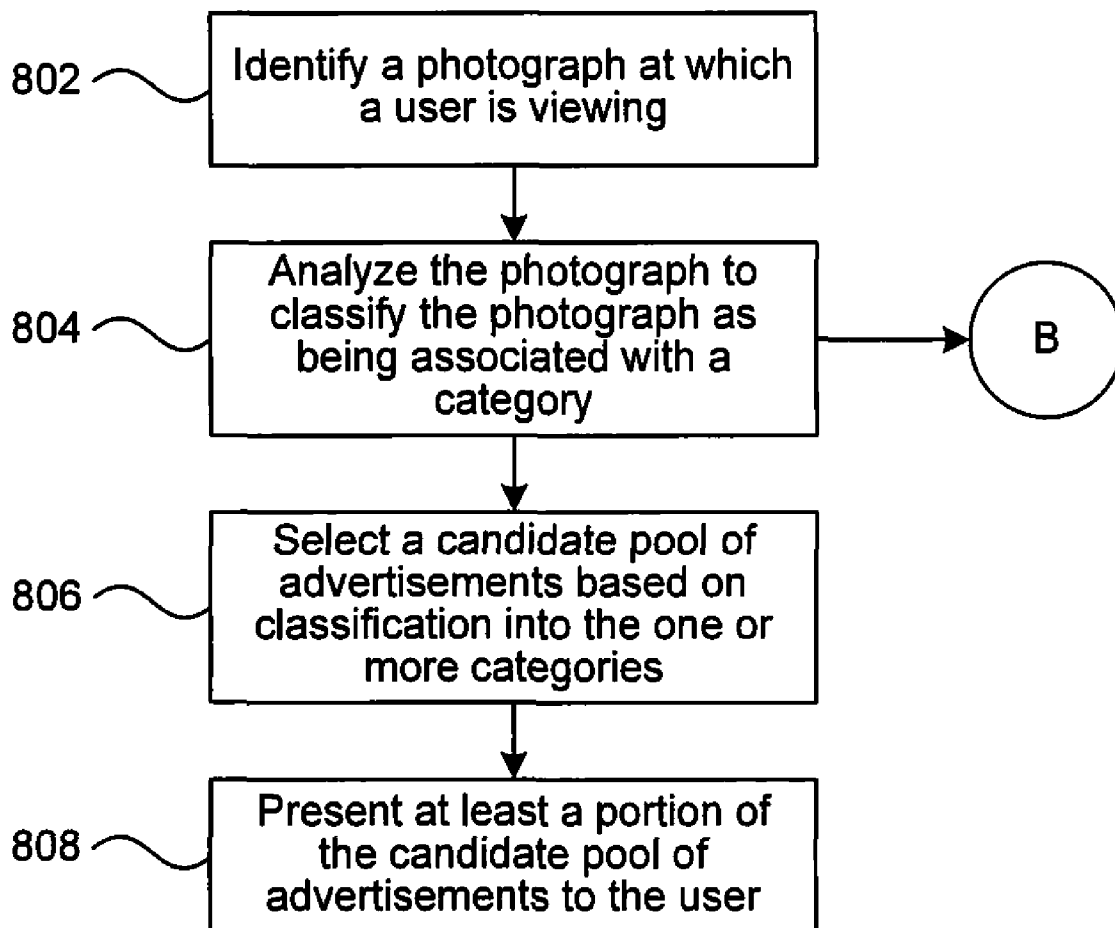 802
Identify a photograph at which
a user is viewing
804
Analyze the photograph to
classify the photograph as
being associated with a
category
B
806
Select a candidate pool of
advertisements based on
classification into the one or
more categories
808
Present at least a portion of
the candidate pool of
advertisements to the user